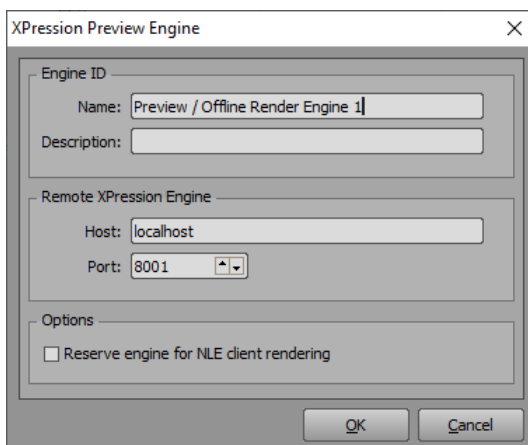 XPression Preview Engine
Engine ID
Name: Preview / Offline Render Engine 1
Description:
Remote XPression Engine
Host: localhost
Port: 8001
Options
Reserve engine for NLE client rendering
OK Cancel